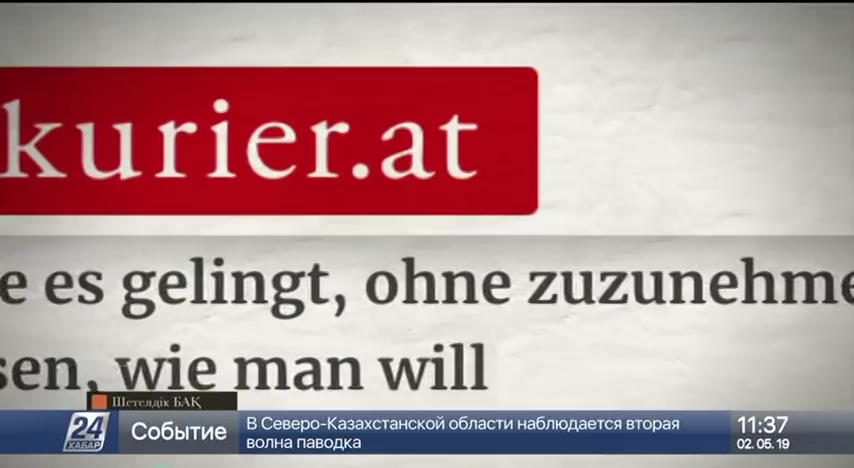 kurier.at
e es gelingt, ohne zuzunehme
sen, wie man will
Шетелдік БАҚ
24
ХАБАР
Событие
В Северо-Казахстанской области наблюдается вторая
волна паводка
11:37
02.05.19